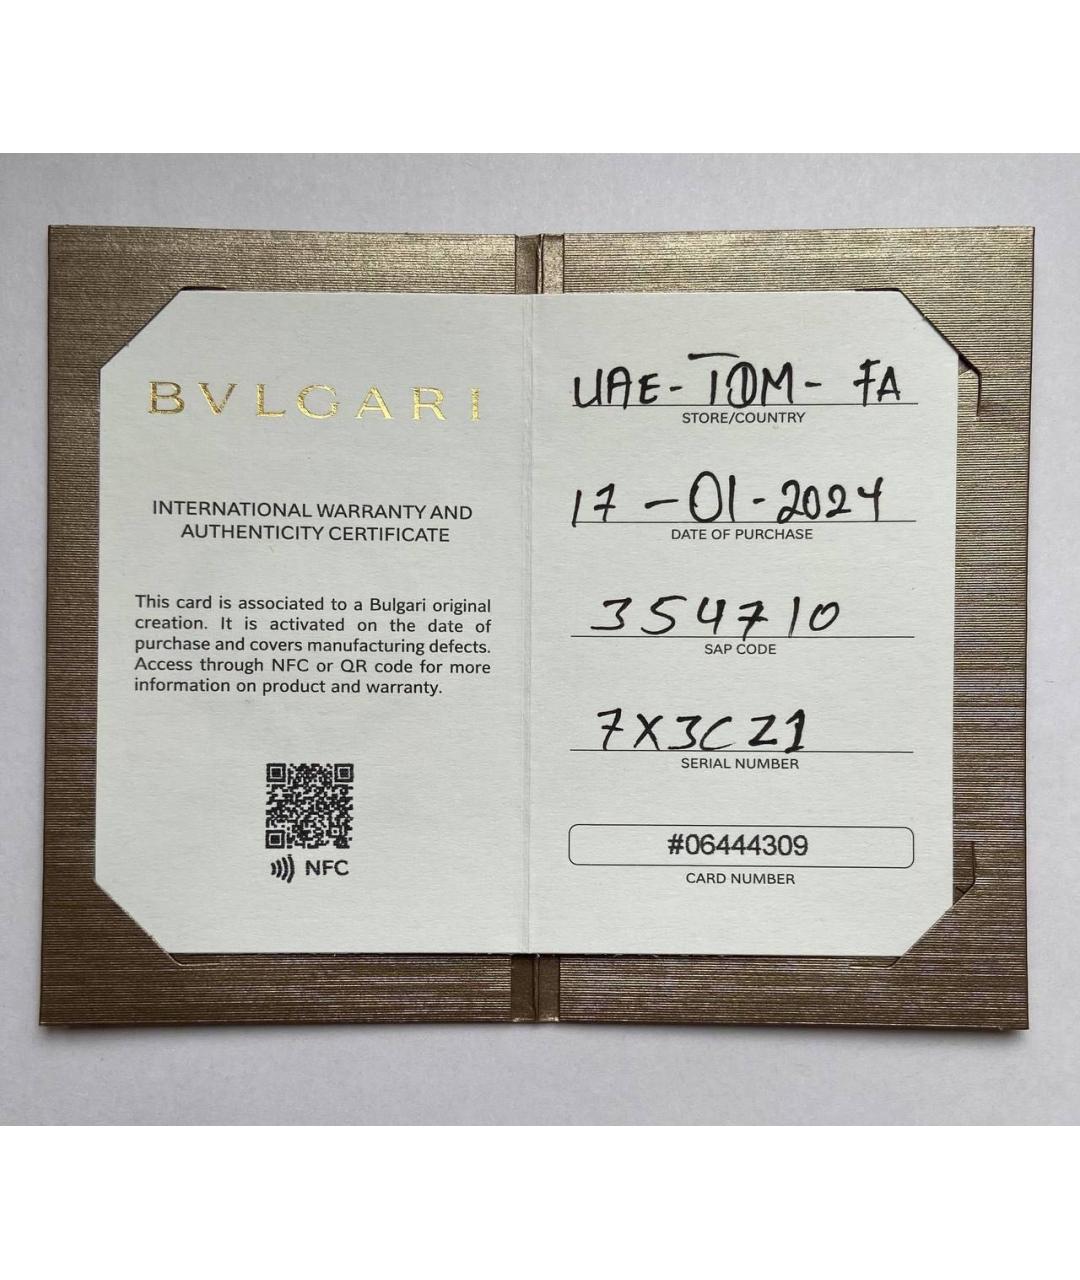 BVLGARI
INTERNATIONAL WARRANTY AND
AUTHENTICITY CERTIFICATE
This card is associated to a Bulgari original
creation. It is activated on the date of
purchase and covers manufacturing defects.
Access through NFC or QR code for more
information on product and warranty.
NFC
UAE-TDM-FA
STORE/COUNTRY
17-01-2024
DATE OF PURCHASE
354710
SAP CODE
7X3CZ1
SERIAL NUMBER
#06444309
CARD NUMBER